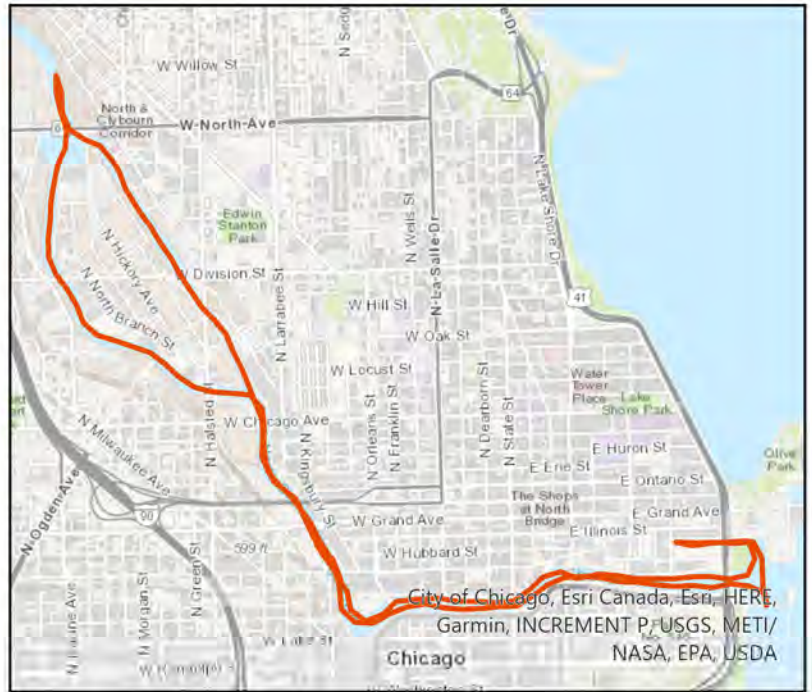 W Willow St
North &
Clybourn
Corridor
64
W-North-Ave
N Lake Shore Dr
Edwin
Stanton
Park
N Wells St
N-La-Salle-Dr
N Hickory Ave
W Division St
N North Branch St
N Larrabee St
41
W Hill St
W Oak St
W Locust St
Water
Tower
Place
Lake
Shore Park
N Halsted St
W Chicago Ave
N Orleans St
N Franklin St
N Dearborn St
N State St
N Milwaukee Ave
N Kingsbury St
E Huron St
Olive
Park
E Erie St
E Ontario St
The Shops
at North
Bridge
E Grand Ave
E Illinois St
N-Ogden-Ave
90
W Grand Ave
599 ft
W Hubbard St
N Green St
N Morgan St
W Lake St
City of Chicago, Esri Canada, Esri, HERE,
Garmin, INCREMENT P, USGS, METI/
NASA, EPA, USDA
Chicago